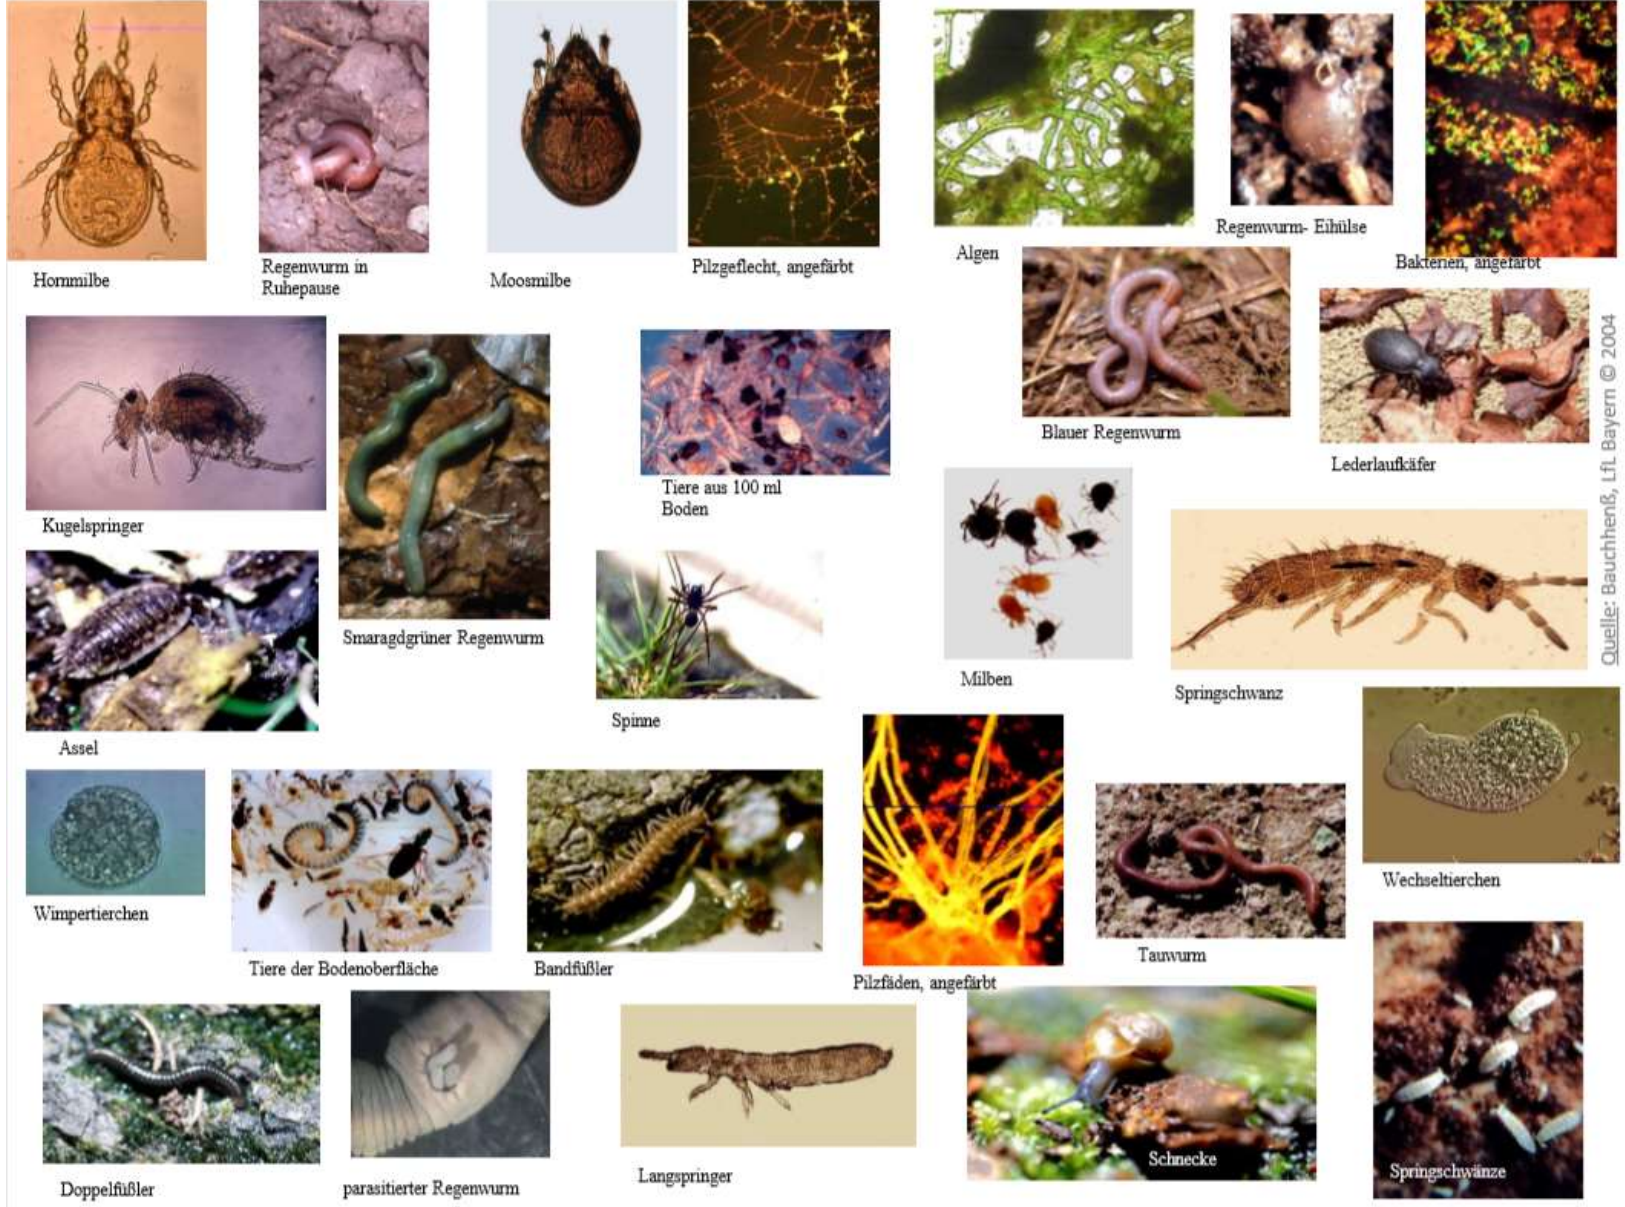 Hornmilbe
Regenwurm in
Ruhepause
Moosmilbe
Pilzgeflecht, angefärbt
Algen
Regenwurm- Eihülse
Bakterien, angefärbt
Kugelspringer
Smaragdgrüner Regenwurm
Tiere aus 100 ml
Boden
Blauer Regenwurm
Lederlaufkäfer
Assel
Spinne
Milben
Springschwanz
Wimpertierchen
Tiere der Bodenoberfläche
Bandfüßler
Pilzfäden, angefärbt
Tauwurm
Wechseltierchen
Doppelfüßler
parasitierter Regenwurm
Langspringer
Schnecke
Springschwänze
Quelle: Bauchhenß, LfL Bayern © 2004